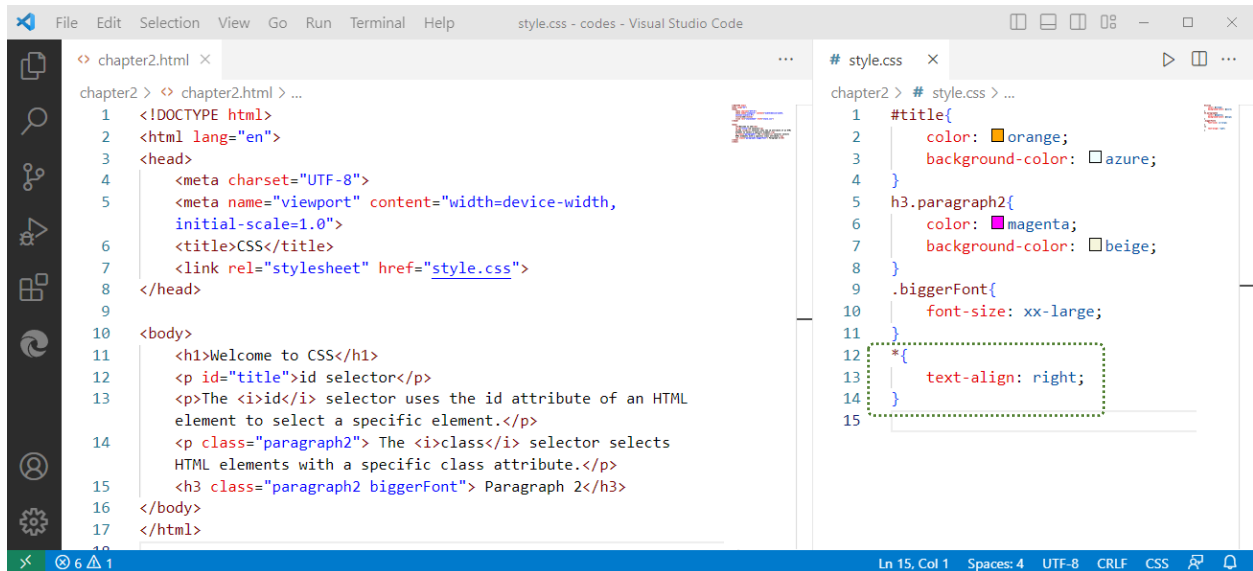 File Edit Selection View Go Run Terminal Help style.css - codes - Visual Studio Code
<> chapter2.html ×
chapter2 > <> chapter2.html > ...
1 <!DOCTYPE html>
2 <html lang="en">
3 <head>
4 <meta charset="UTF-8">
5 <meta name="viewport" content="width=device-width,
initial-scale=1.0">
6 <title>CSS</title>
7 <link rel="stylesheet" href="style.css">
8 </head>
9
10 <body>
11 <h1>Welcome to CSS</h1>
12 <p id="title">id selector</p>
13 <p>The <i>id</i> selector uses the id attribute of an HTML
element to select a specific element.</p>
14 <p class="paragraph2"> The <i>class</i> selector selects
HTML elements with a specific class attribute.</p>
15 <h3 class="paragraph2 biggerFont"> Paragraph 2</h3>
16 </body>
17 </html>
# style.css ×
chapter2 > # style.css > ...
1 #title{
2 color: orange;
3 background-color: azure;
4 }
5 h3.paragraph2{
6 color: magenta;
7 background-color: beige;
8 }
9 .biggerFont{
10 font-size: xx-large;
11 }
12 *{
13 text-align: right;
14 }
15
6 1 Ln 15, Col 1 Spaces: 4 UTF-8 CRLF CSS